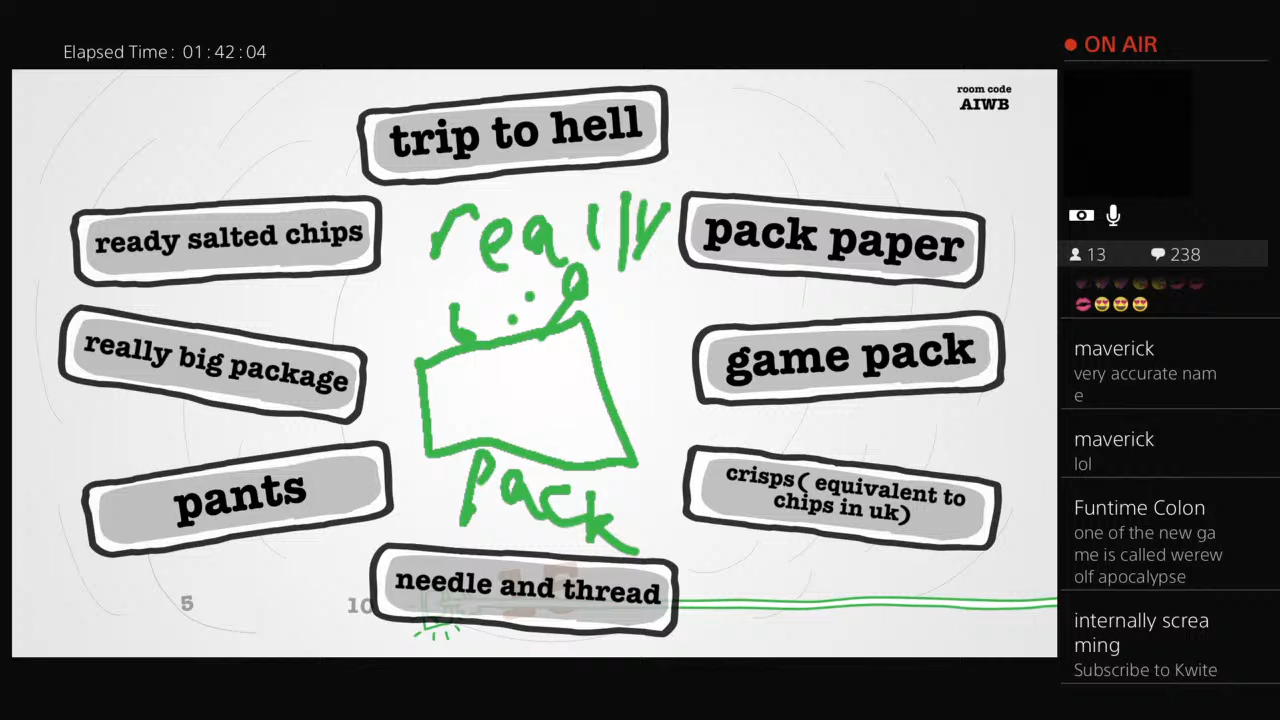 Elapsed Time: 01:42:04
ON AIR
room code
AIWB
trip to hell
ready salted chips
really
pack paper
really big package
game pack
pants
pack
crisps( equivalent to
chips in uk)
needle and thread
5
10
15
13
238
maverick
very accurate nam
e
maverick
lol
Funtime Colon
one of the new ga
me is called werew
olf apocalypse
internally screa
ming
Subscribe to Kwite